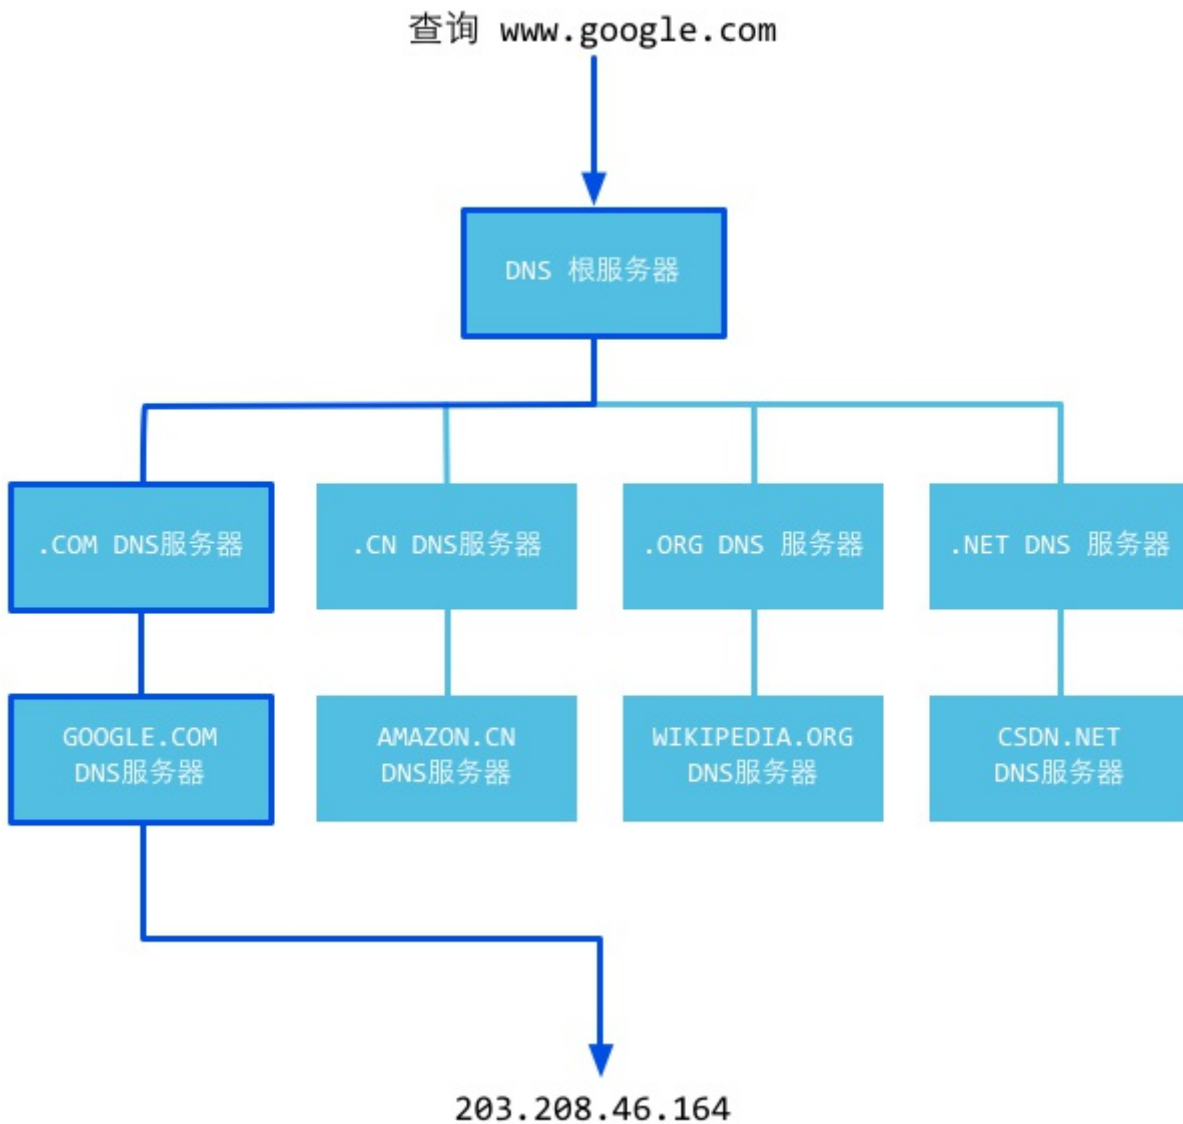 查询 www.google.com
DNS 根服务器
.COM DNS服务器
.CN DNS服务器
.ORG DNS 服务器
.NET DNS 服务器
GOOGLE.COM
DNS服务器
AMAZON.CN
DNS服务器
WIKIPEDIA.ORG
DNS服务器
CSDN.NET
DNS服务器
203.208.46.164